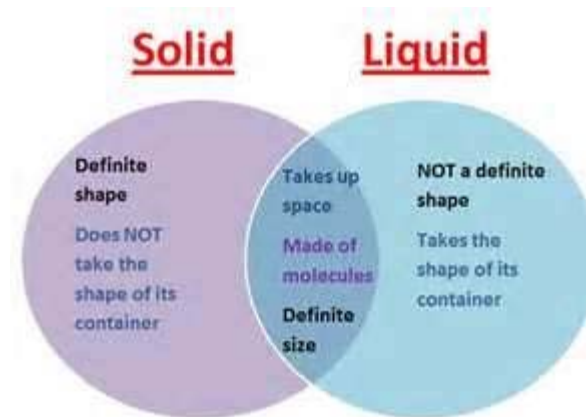 Solid
Liquid
Definite
shape
Does NOT
take the
shape of its
container
Takes up
space
Made of
molecules
Definite
size
NOT a definite
shape
Takes the
shape of its
container